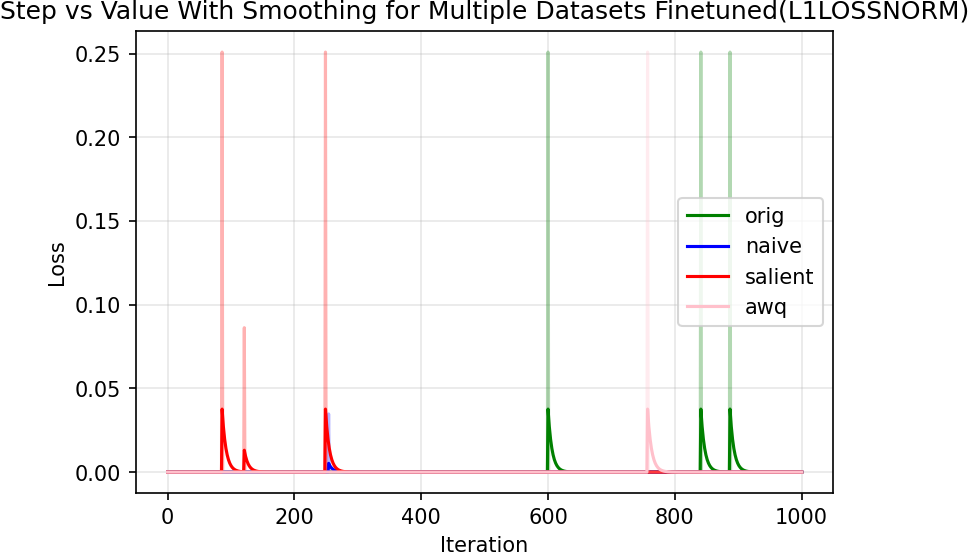 Step vs Value With Smoothing for Multiple Datasets Finetuned(L1LOSSNORM)
0.25
0.20
0.15
0.10
0.05
0.00
Loss
orig
naive
salient
awq
0 200 400 600 800 1000
Iteration